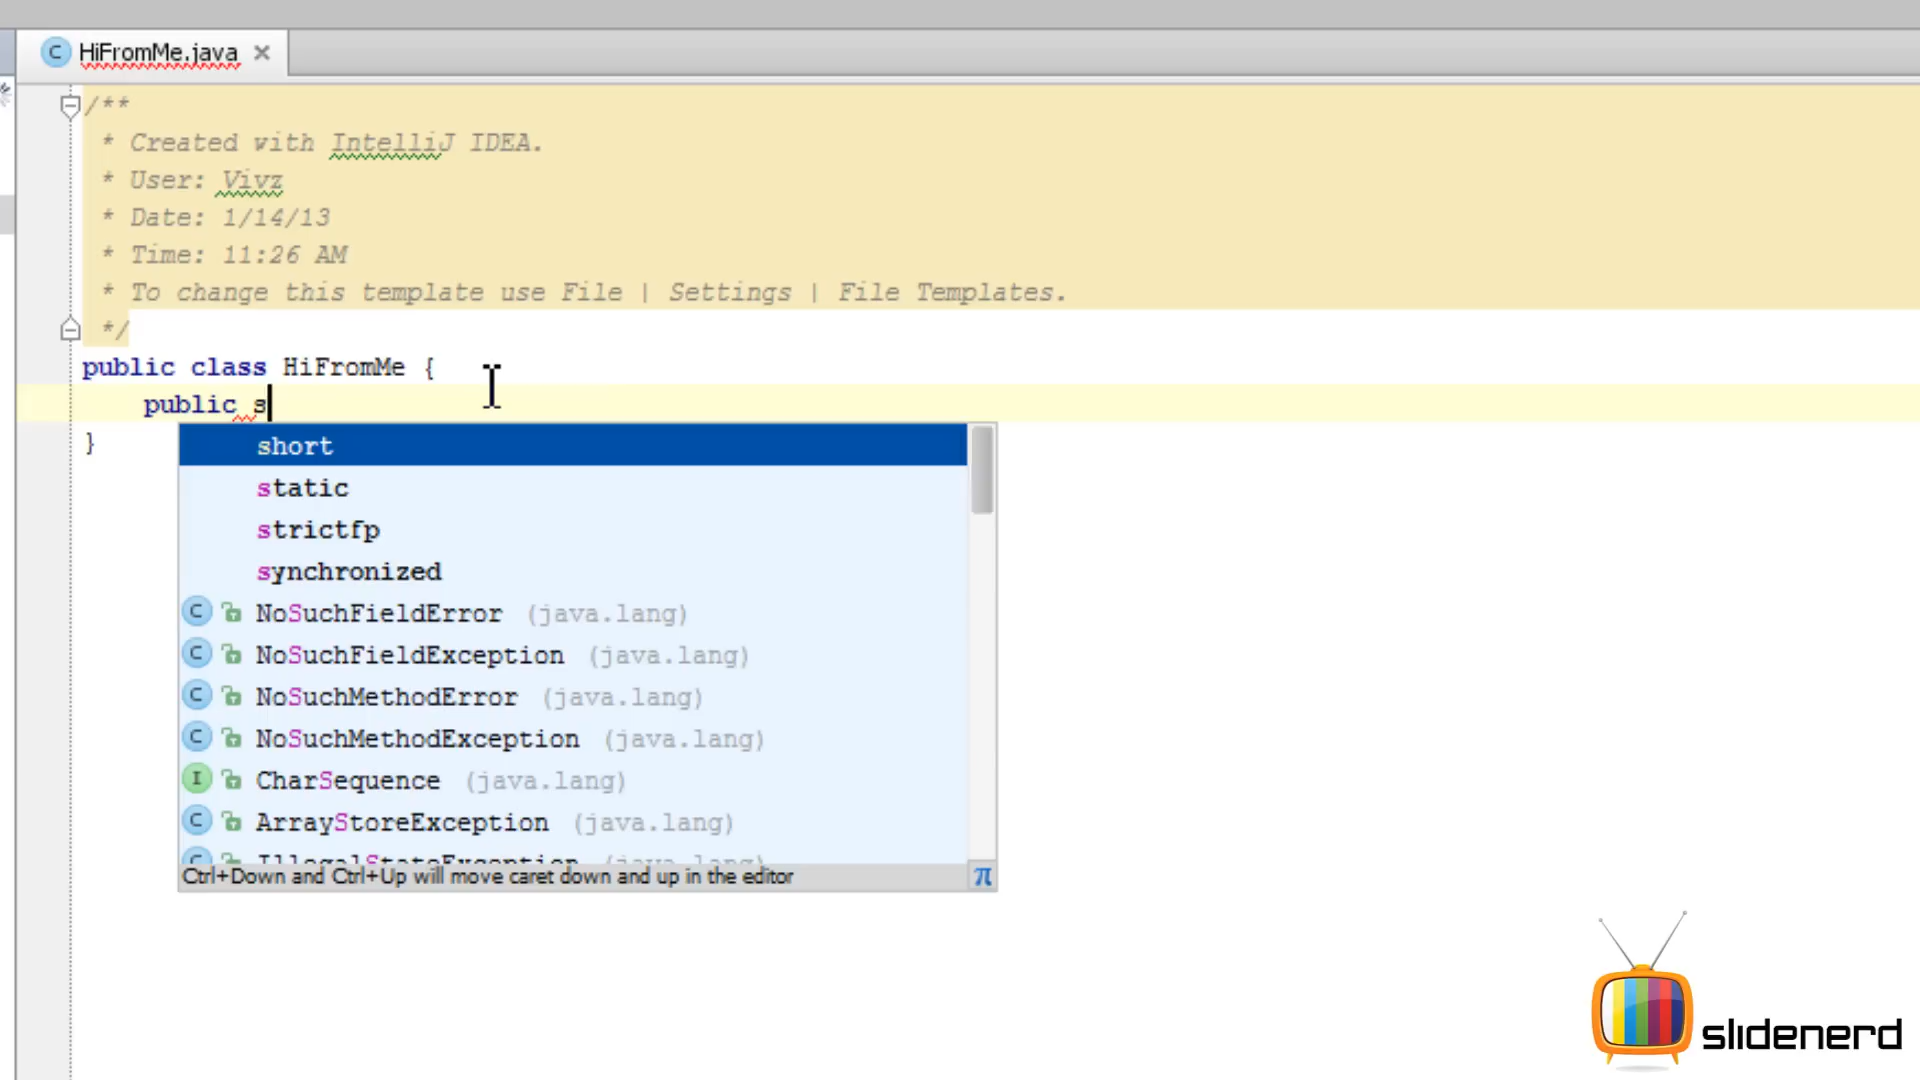 C HiFromMe.java ×
/**
* Created with IntelliJ IDEA.
* User: Vivz
* Date: 1/14/13
* Time: 11:26 AM
* To change this template use File | Settings | File Templates.
*/
public class HiFromMe {
public s
}
short
static
strictfp
synchronized
C NoSuchFieldError (java.lang)
C NoSuchFieldException (java.lang)
C NoSuchMethodError (java.lang)
C NoSuchMethodException (java.lang)
I CharSequence (java.lang)
C ArrayStoreException (java.lang)
C IllegalStateException (java.lang)
Ctrl+Down and Ctrl+Up will move caret down and up in the editor π
slidenerd